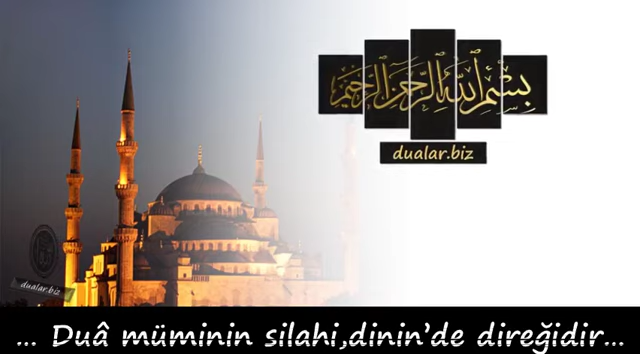 بسم الله الرحمن الرحيم
dualar.biz
dualar.biz
... Duâ müminin silahi,dinin'de direğidir...